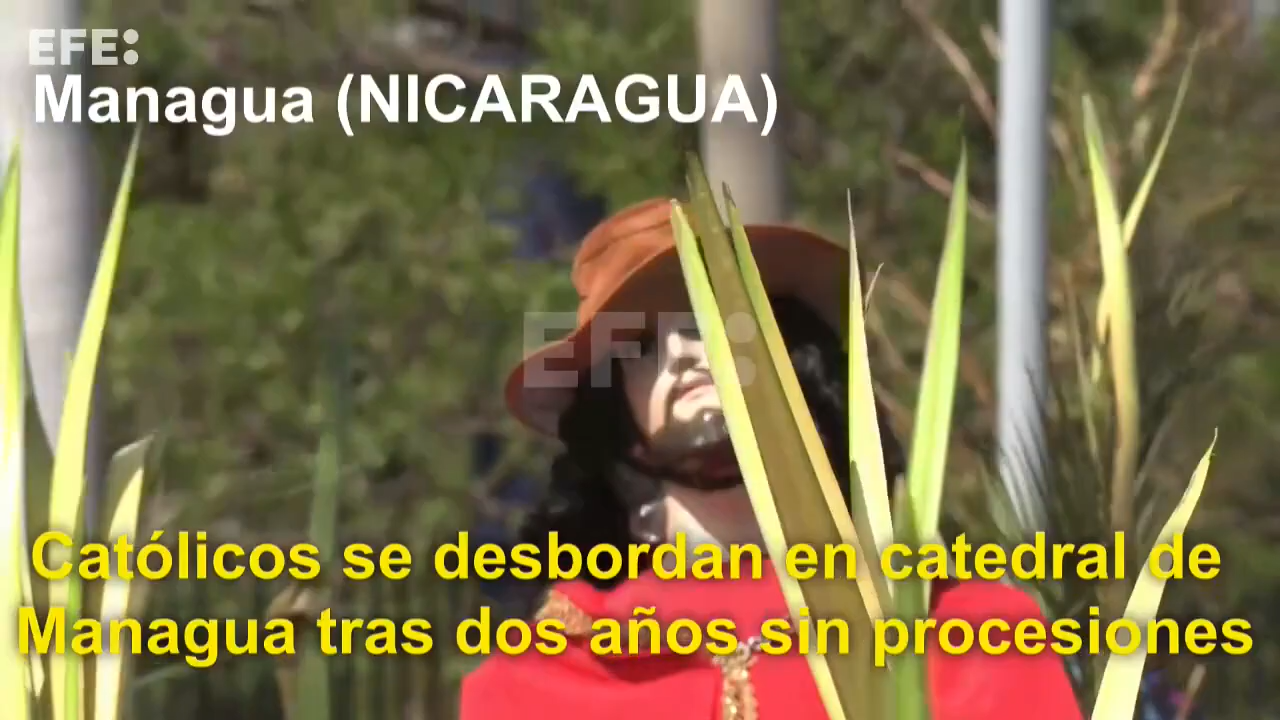 EFE:
Managua (NICARAGUA)
EFE:
Católicos se desbordan en catedral de
Managua tras dos años sin procesiones